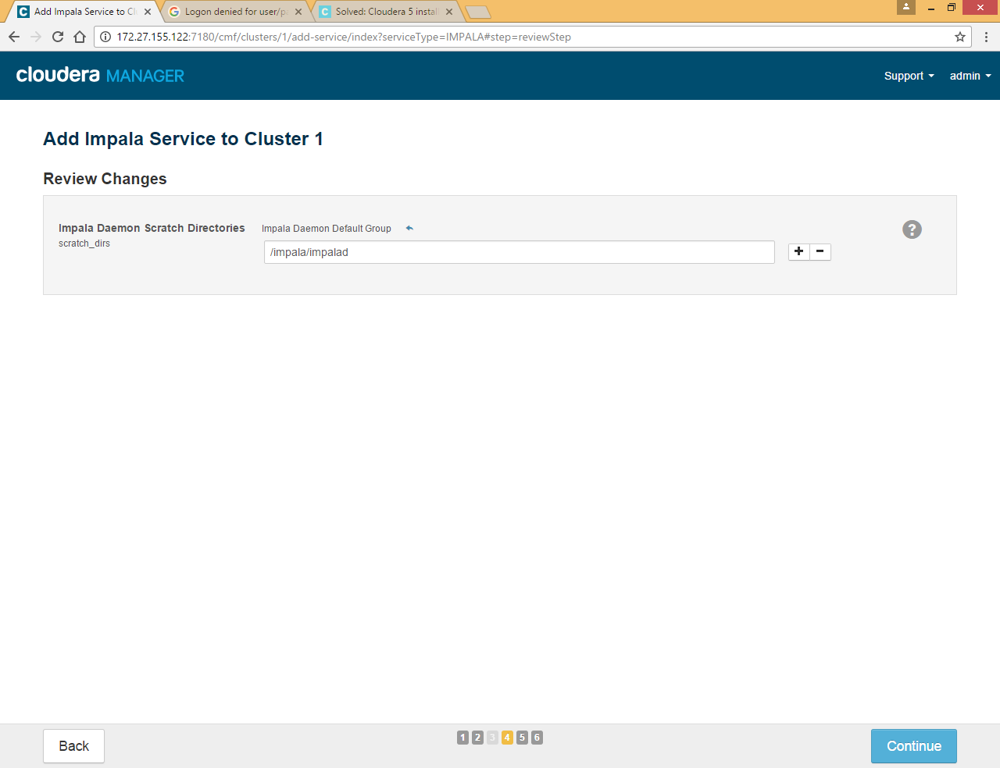 Add Impala Service to Cl
Logon denied for user/pa
Solved: Cloudera 5 instal
172.27.155.122:7180/cmf/clusters/1/add-service/index?serviceType=IMPALA#step=reviewStep
cloudera MANAGER
Support
admin
Add Impala Service to Cluster 1
Review Changes
Impala Daemon Scratch Directories
Impala Daemon Default Group
scratch_dirs
/impala/impalad
?
Back
1 2 3 4 5 6
Continue